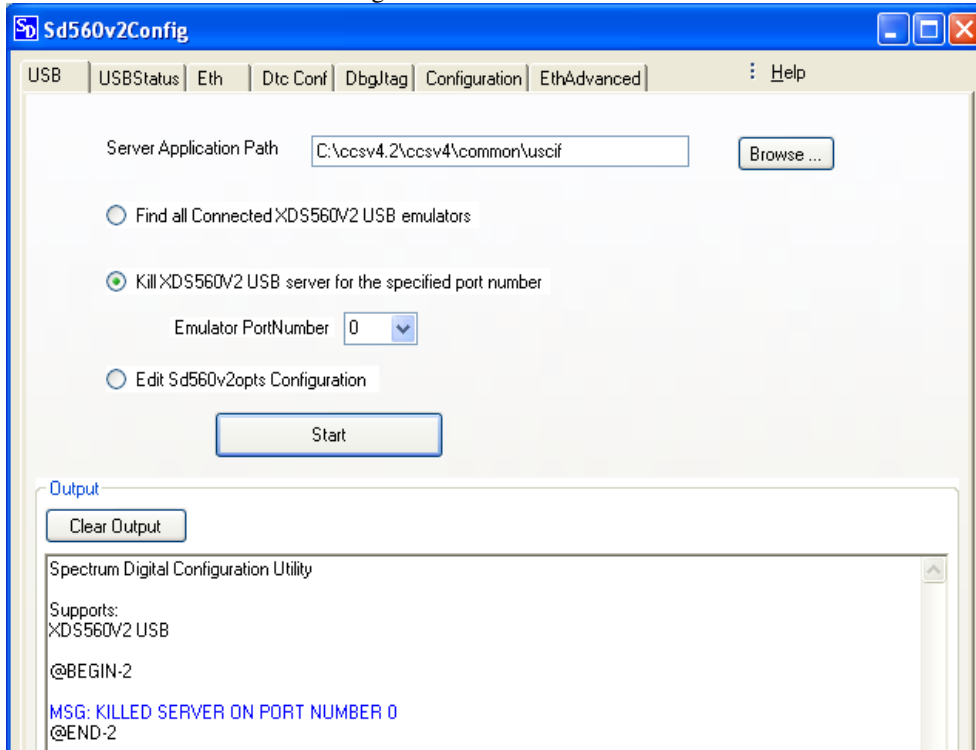 SD Sd560v2Config
USB USBStatus Eth Dtc Conf DbgJtag Configuration EthAdvanced Help
Server Application Path C:\ccsv4.2\ccsv4\common\uscif Browse ...
Find all Connected XDS560V2 USB emulators
Kill XDS560V2 USB server for the specified port number
Emulator PortNumber 0
Edit Sd560v2opts Configuration
Start
Output
Clear Output
Spectrum Digital Configuration Utility
Supports:
XDS560V2 USB
@BEGIN-2
MSG: KILLED SERVER ON PORT NUMBER 0
@END-2